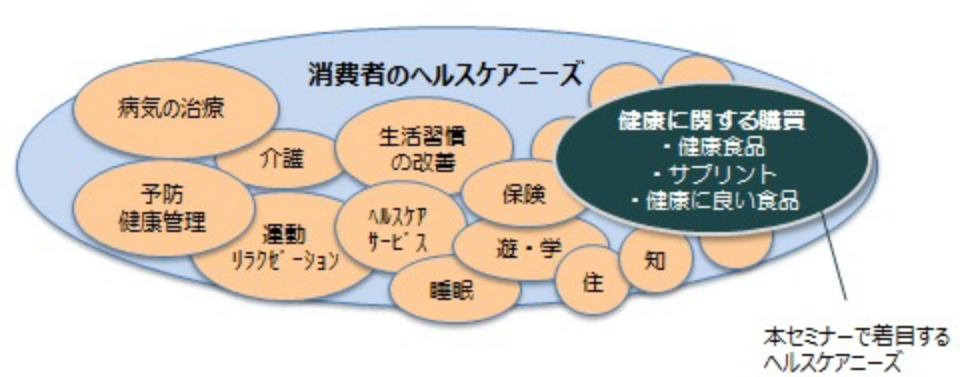 消費者のヘルスケアニーズ
病気の治療
介護
生活習慣
の改善
健康に関する購買
・健康食品
・サプリント
・健康に良い食品
予防
健康管理
運動
リラクゼーション
ヘルスケア
サービス
保険
遊・学
睡眠
住
知
本セミナーで着目する
ヘルスケアニーズ